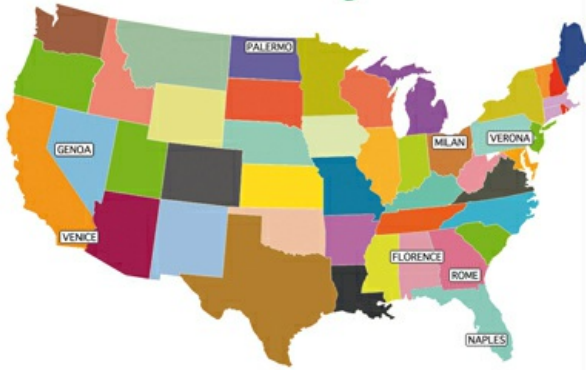 PALERMO
MILAN
VERONA
GENOA
VENICE
FLORENCE
ROME
NAPLES